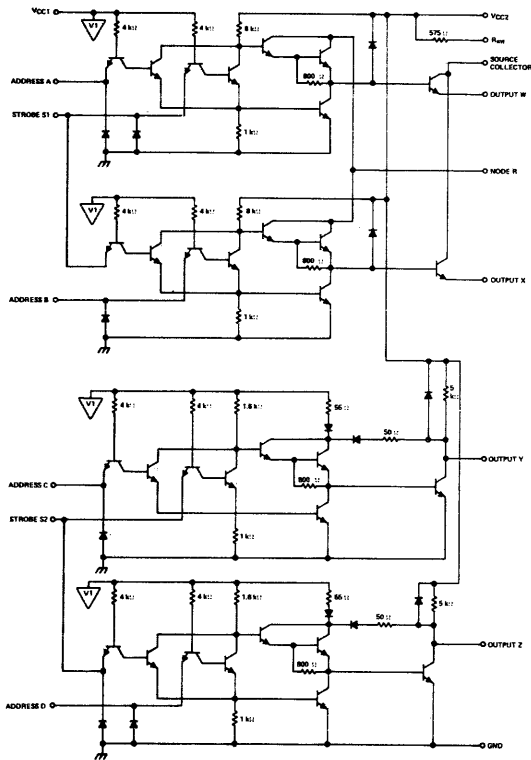 VCC1
V1
4 kΩ
4 kΩ
8 kΩ
VCC2
575 Ω
Rint
SOURCE
COLLECTOR
ADDRESS A
800
Ω
OUTPUT W
STROBE S1
1 kΩ
NODE R
V1
4 kΩ
4 kΩ
8 kΩ
800
Ω
OUTPUT X
ADDRESS B
1 kΩ
V1
4 kΩ
4 kΩ
1.6 kΩ
55 Ω
5
kΩ
50 Ω
OUTPUT Y
ADDRESS C
800 Ω
STROBE S2
1 kΩ
V1
4 kΩ
4 kΩ
1.6 kΩ
55 Ω
5 kΩ
50 Ω
OUTPUT Z
800 Ω
ADDRESS D
1 kΩ
GND